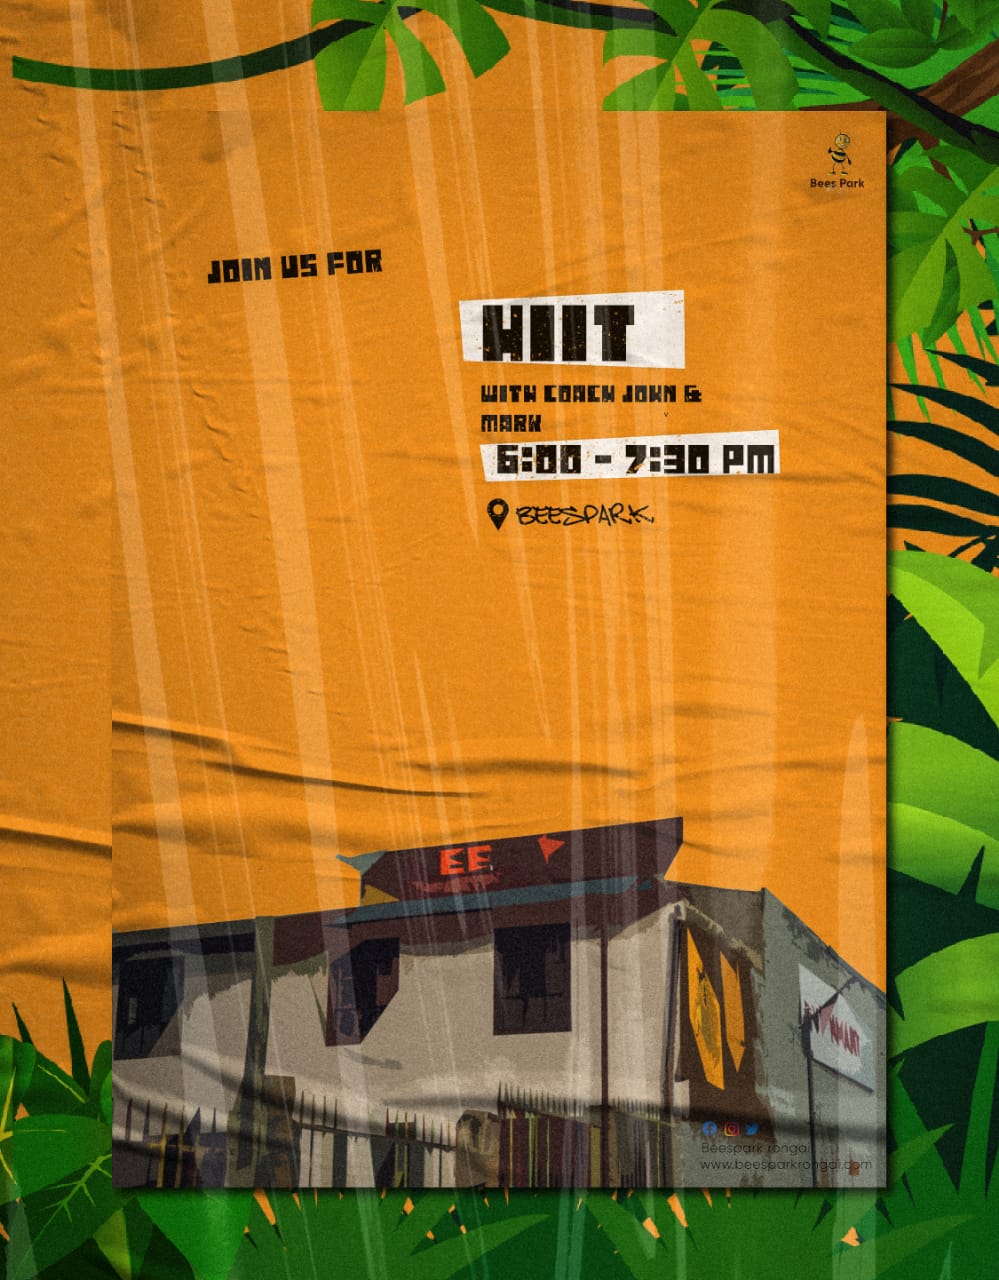 Bees Park
JOIN US FOR
HIIT
WITH COACH JOHN &
MARK
6:00 - 7:30 PM
BEESPARK
EE
Beespark rongai
www.beesparkrongai.com